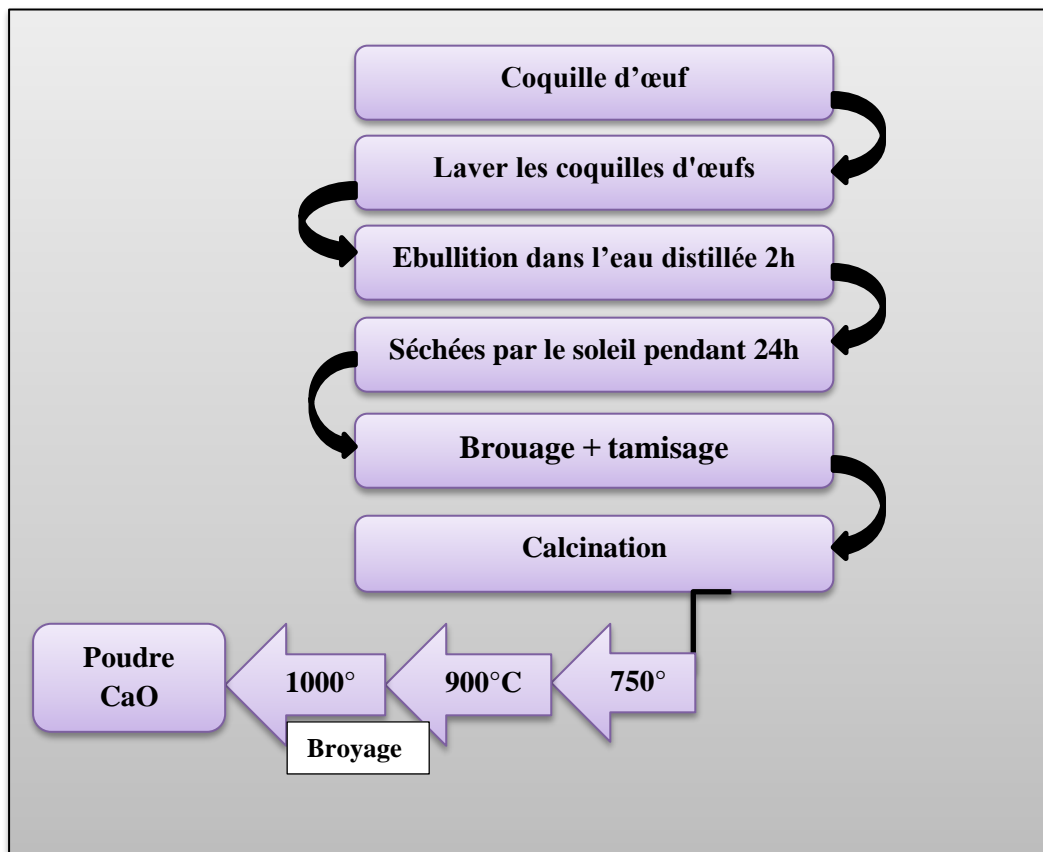 Coquille d’œuf
Laver les coquilles d'œufs
Ebullition dans l’eau distillée 2h
Séchées par le soleil pendant 24h
Brouage + tamisage
Calcination
750°
900°C
1000°
Broyage
Poudre
CaO